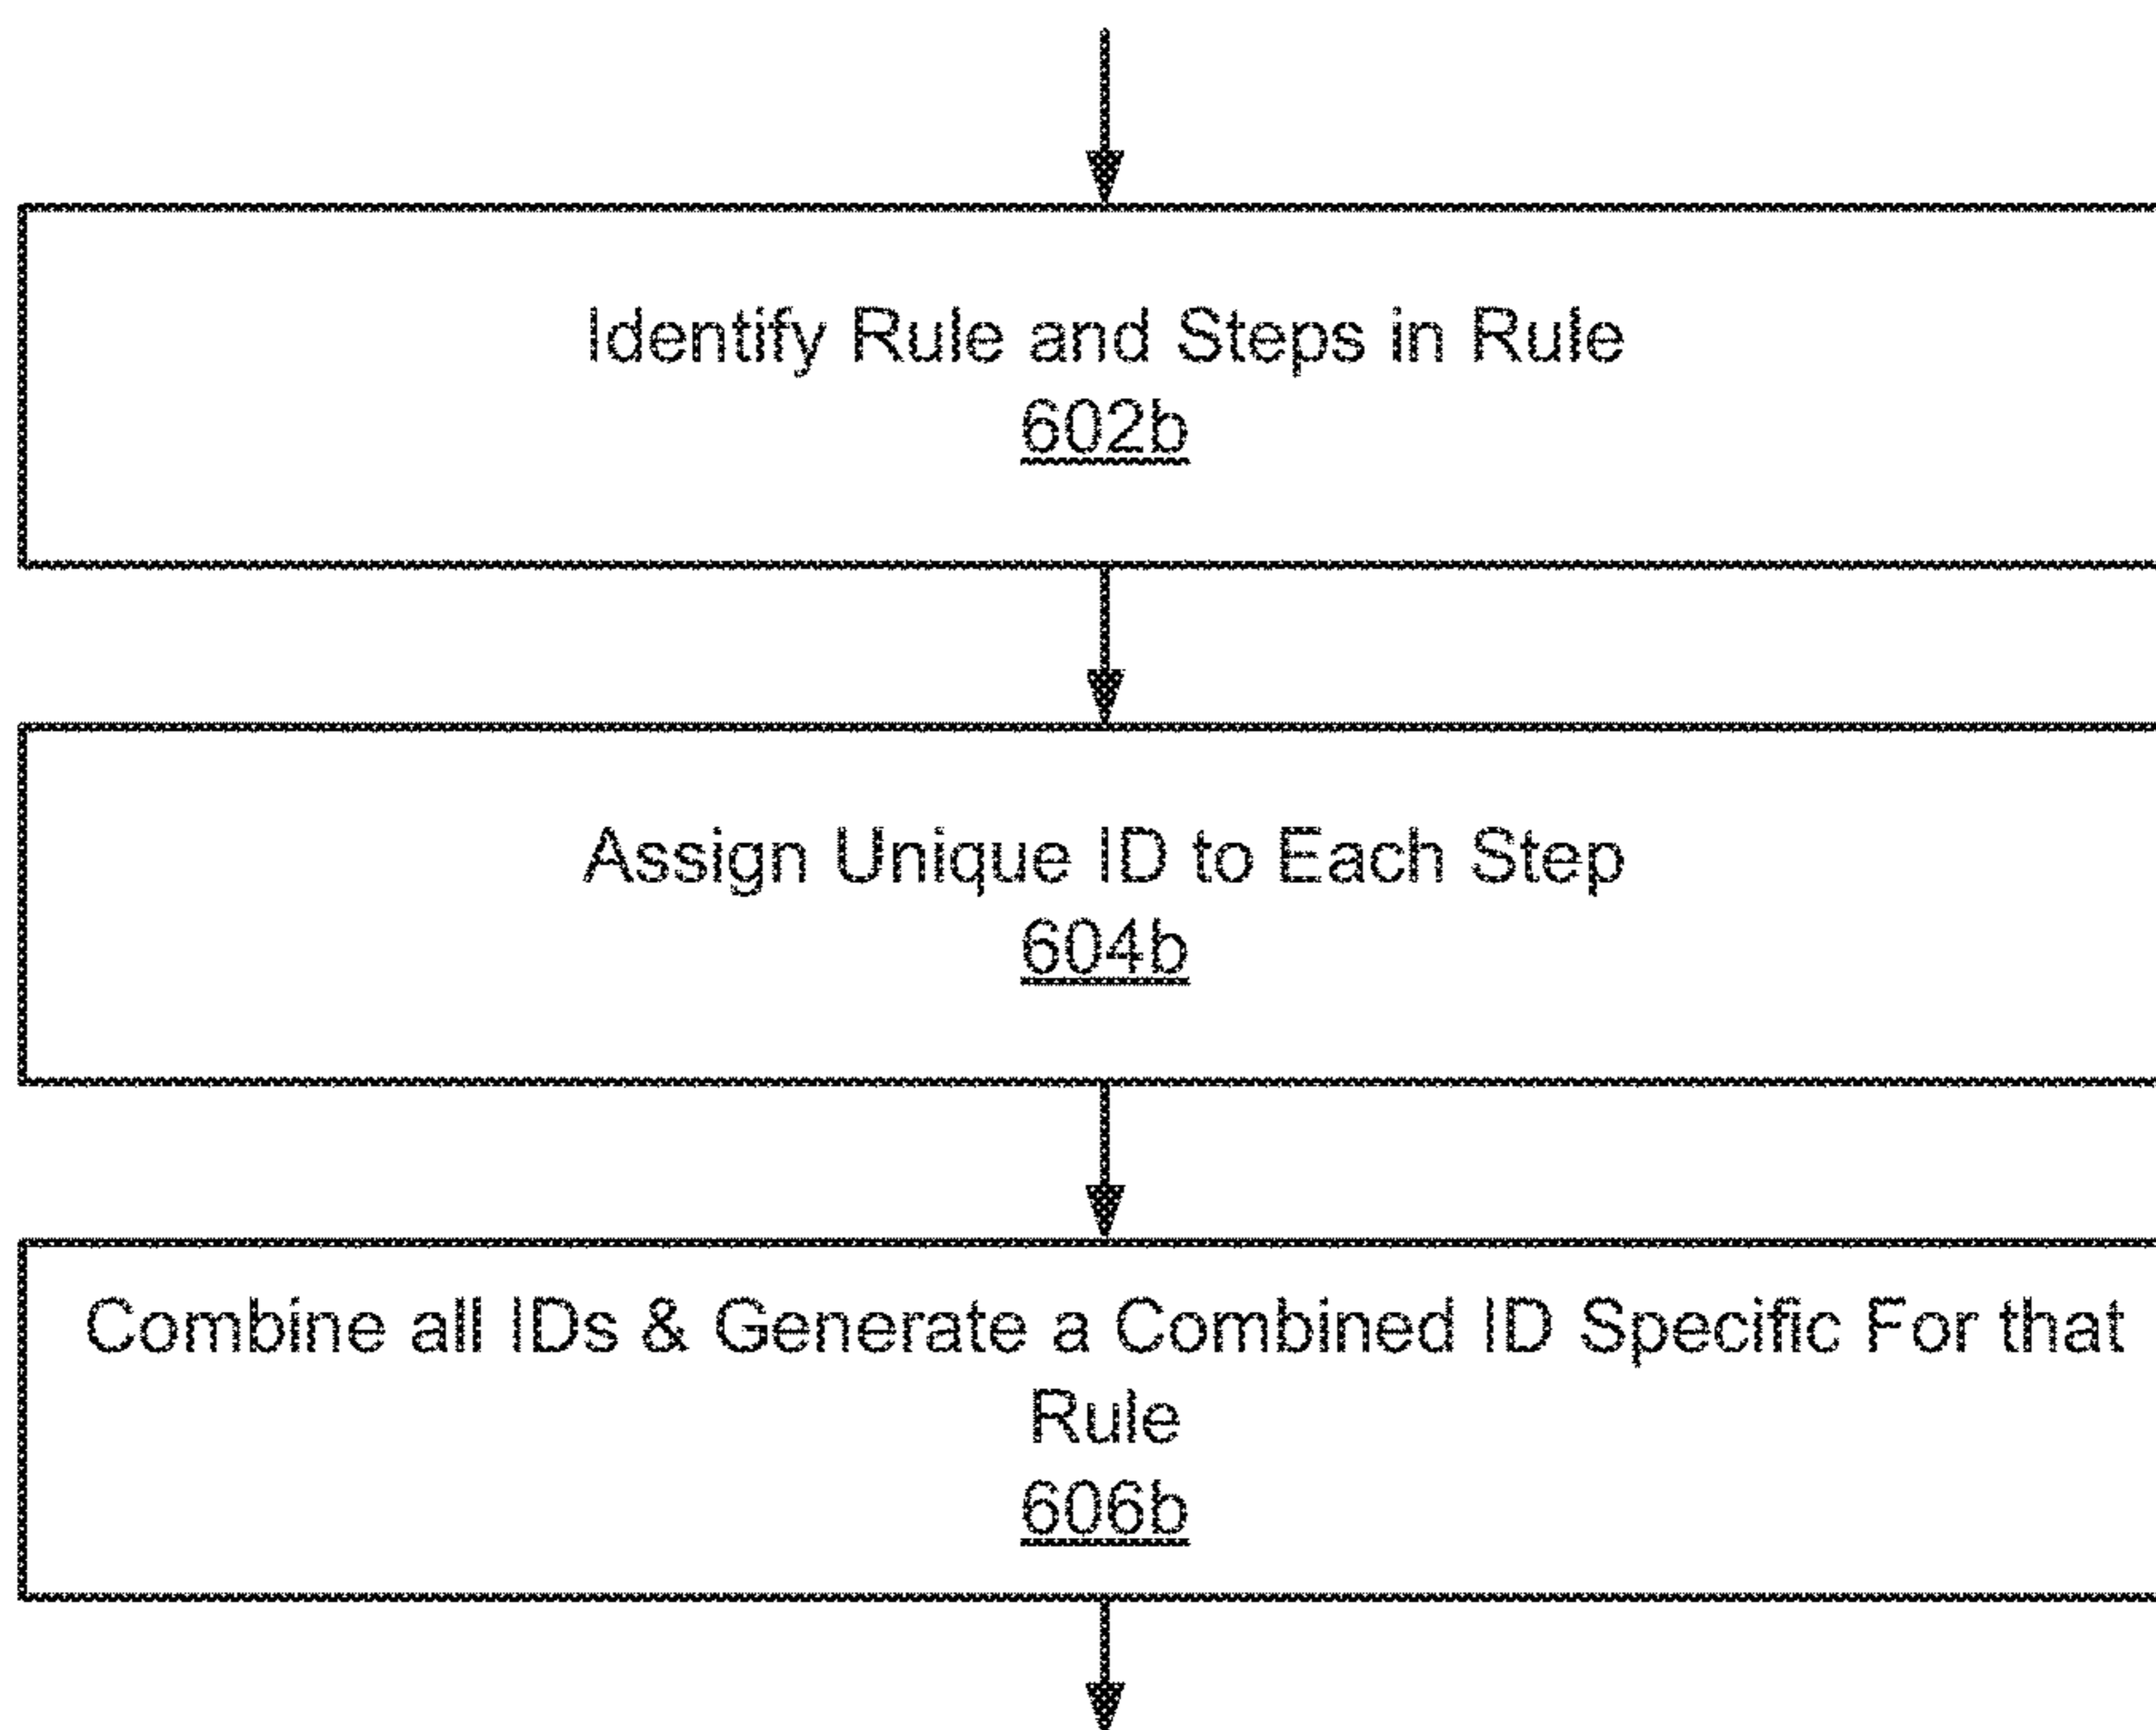 Identify Rule and Steps in Rule
602b
Assign Unique ID to Each Step
604b
Combine all IDs & Generate a Combined ID Specific For that
Rule
606b